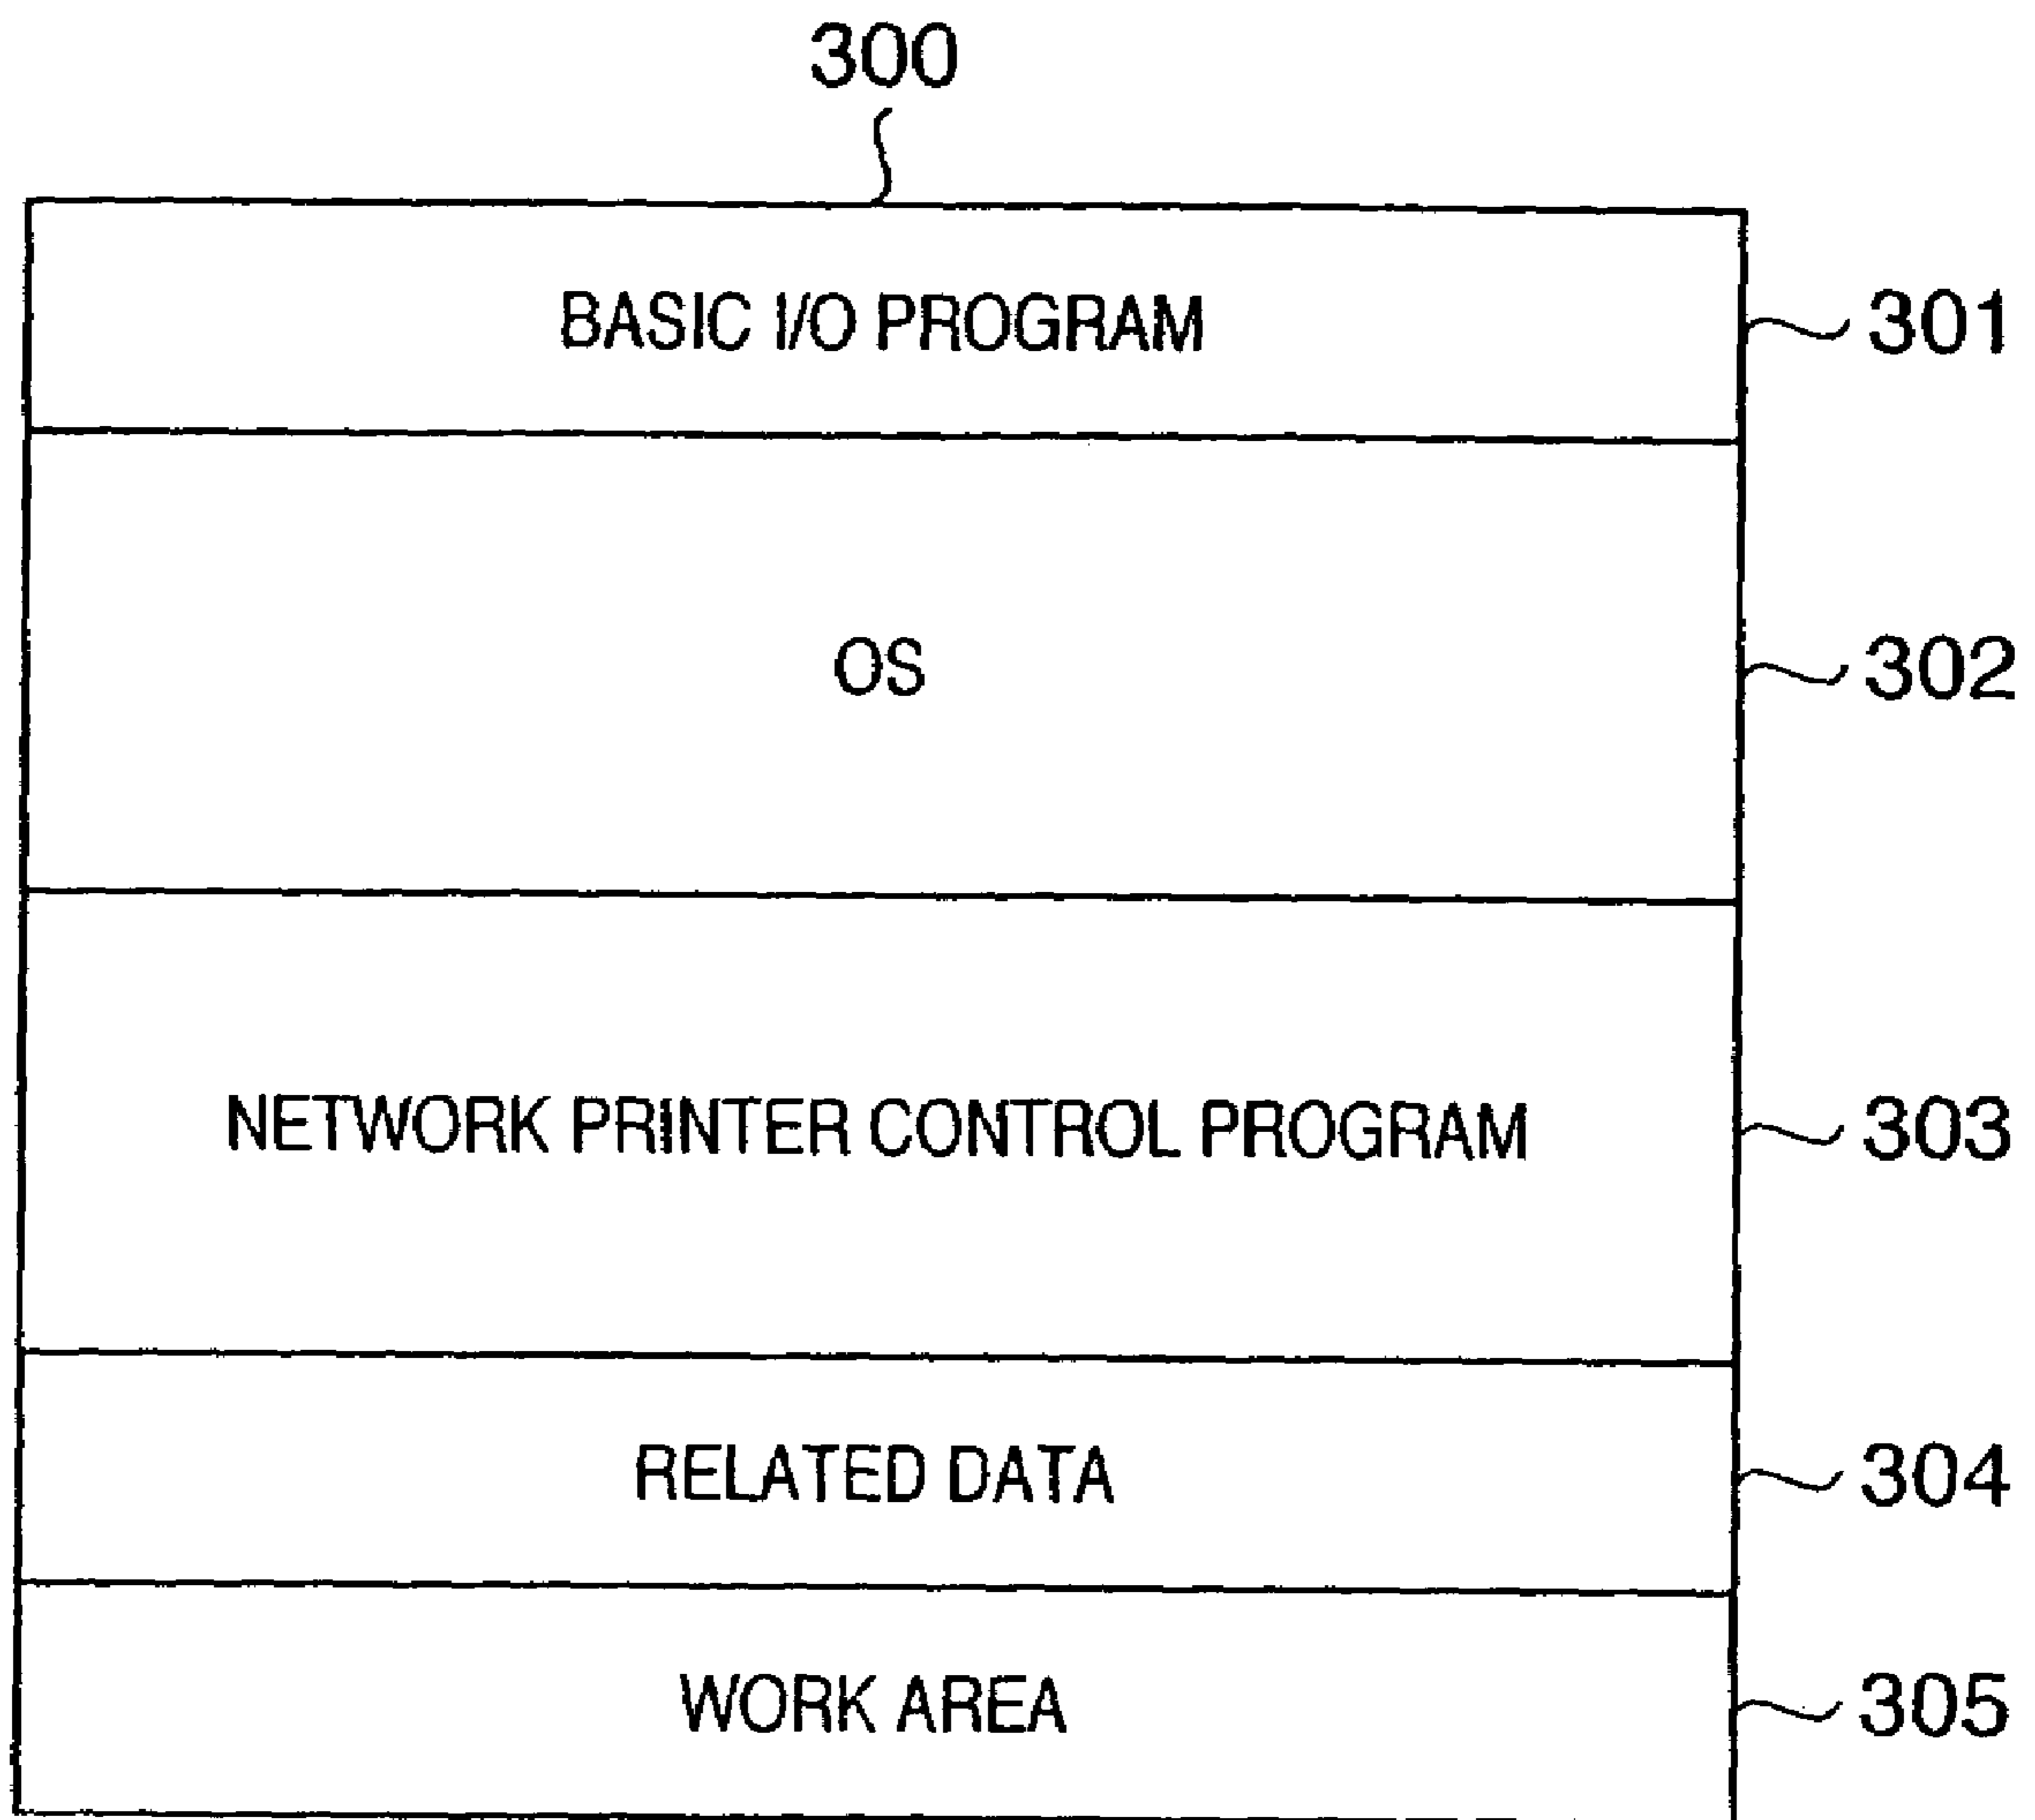 300
BASIC I/O PROGRAM 301
OS 302
NETWORK PRINTER CONTROL PROGRAM 303
RELATED DATA 304
WORK AREA 305